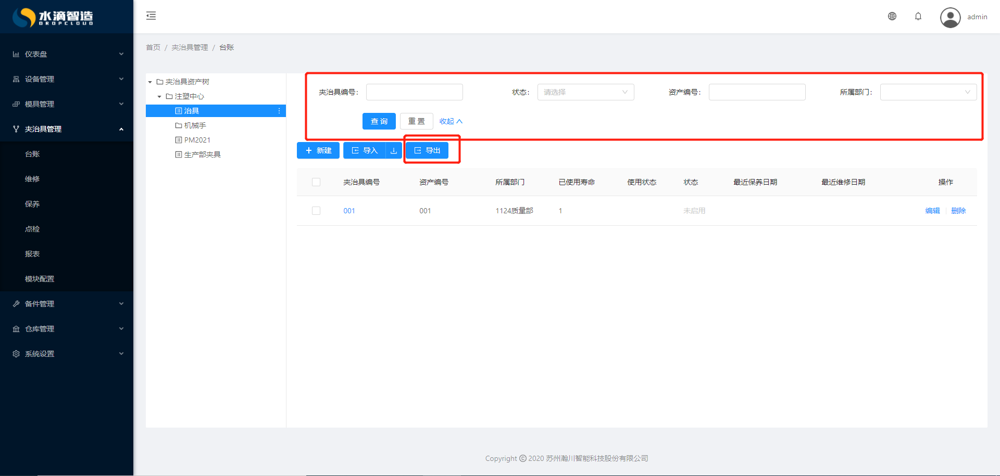 水滴智造
DROPCLOUD
admin
仪表盘
设备管理
模具管理
夹治具管理
台账
维修
保养
点检
报表
模块配置
备件管理
仓库管理
系统设置
首页 / 夹治具管理 / 台账
夹治具资产树
注塑中心
治具
机械手
PM2021
生产部夹具
夹治具编号: 状态: 请选择 资产编号: 所属部门:
查 询 重 置 收起
新建 导入 导出
夹治具编号 资产编号 所属部门 已使用寿命 使用状态 状态 最近保养日期 最近维修日期 操作
001 001 1124质量部 1 未启用 编辑 删除
Copyright © 2020 苏州瀚川智能科技股份有限公司